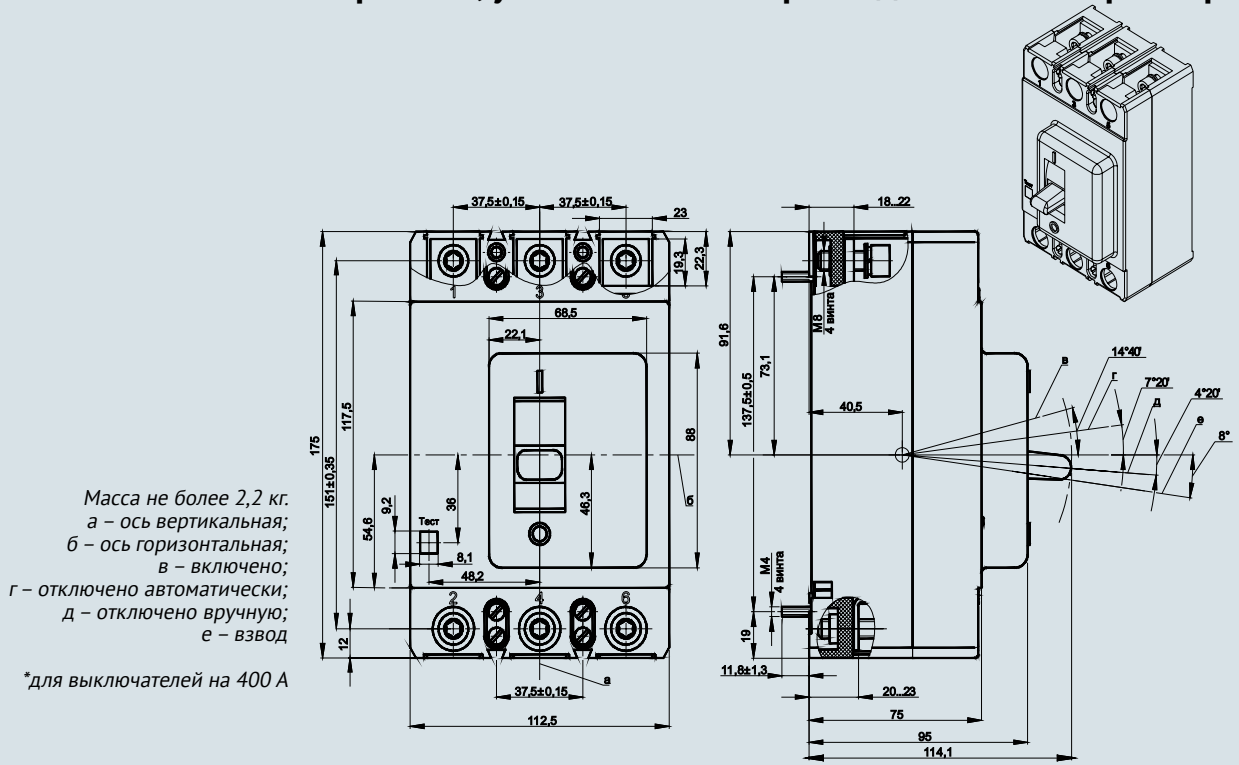 37,5±0,15
37,5±0,15
23
19,3
22,3
1
3
68,5
22,1
175
151±0,35
117,5
54,6
9,2
36
88
46,3
б
Тест
8,1
48,2
2
4
6
12
37,5±0,15
а
112,5
18...22
М8
4 винта
91,6
137,5±0,5
73,1
40,5
в
14°40'
г
7°20'
д
4°20'
е
8°
М4
4 винта
19
11,8±1,3
20...23
75
95
114,1
Масса не более 2,2 кг.
а – ось вертикальная;
б – ось горизонтальная;
в – включено;
г – отключено автоматически;
д – отключено вручную;
е – взвод
*для выключателей на 400 А